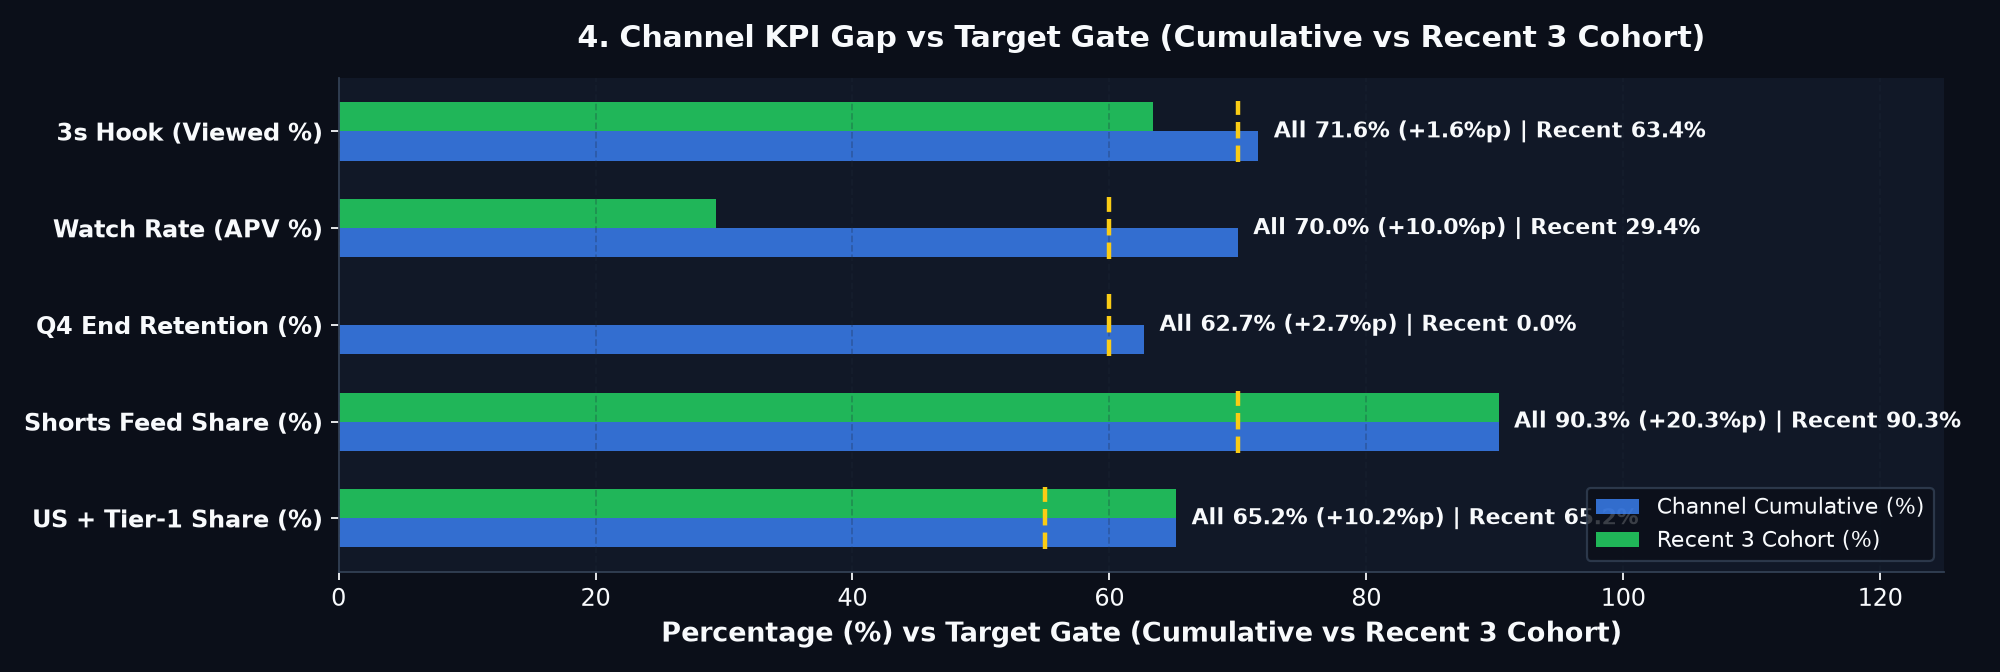 4. Channel KPI Gap vs Target Gate (Cumulative vs Recent 3 Cohort)
3s Hook (Viewed %)
All 71.6% (+1.6%p) | Recent 63.4%
Watch Rate (APV %)
All 70.0% (+10.0%p) | Recent 29.4%
Q4 End Retention (%)
All 62.7% (+2.7%p) | Recent 0.0%
Shorts Feed Share (%)
All 90.3% (+20.3%p) | Recent 90.3%
US + Tier-1 Share (%)
All 65.2% (+10.2%p) | Recent 65.2%
Channel Cumulative (%)
Recent 3 Cohort (%)
0 20 40 60 80 100 120
Percentage (%) vs Target Gate (Cumulative vs Recent 3 Cohort)